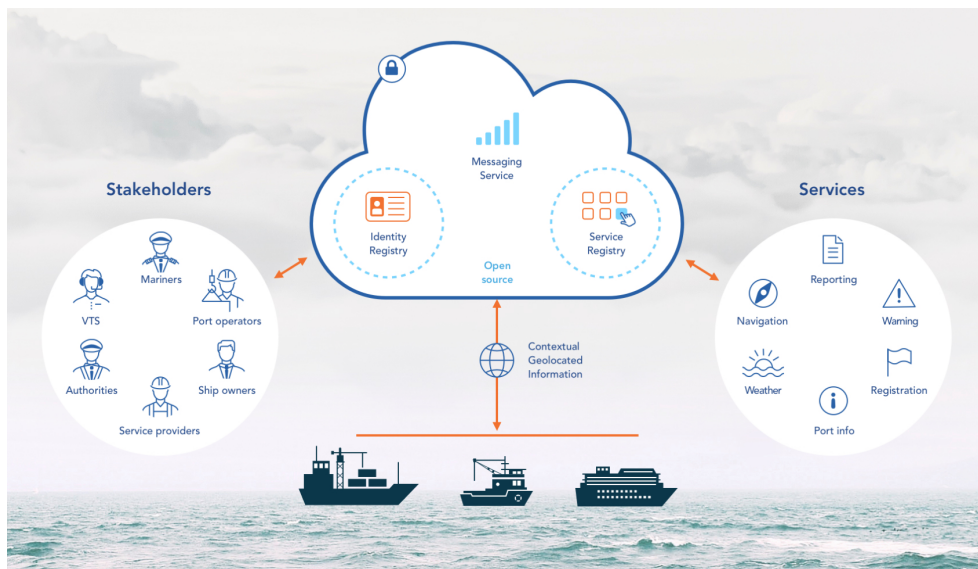 Messaging
Service
Stakeholders
Services
Identity
Registry
Service
Registry
Open
source
Mariners
VTS
Port operators
Authorities
Ship owners
Service providers
Reporting
Navigation
Warning
Weather
Registration
Port info
Contextual
Geolocated
Information